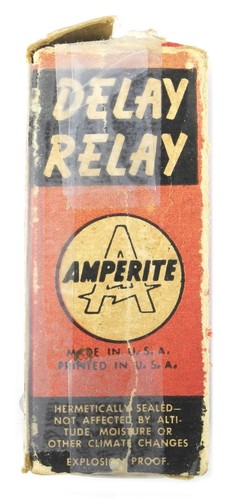 DELAY
RELAY
AMPERITE
MADE IN U.S.A.
PRINTED IN U.S.A.
HERMETICALLY SEALED—
NOT AFFECTED BY ALTI-
TUDE, MOISTURE OR
OTHER CLIMATE CHANGES
EXPLOSION PROOF